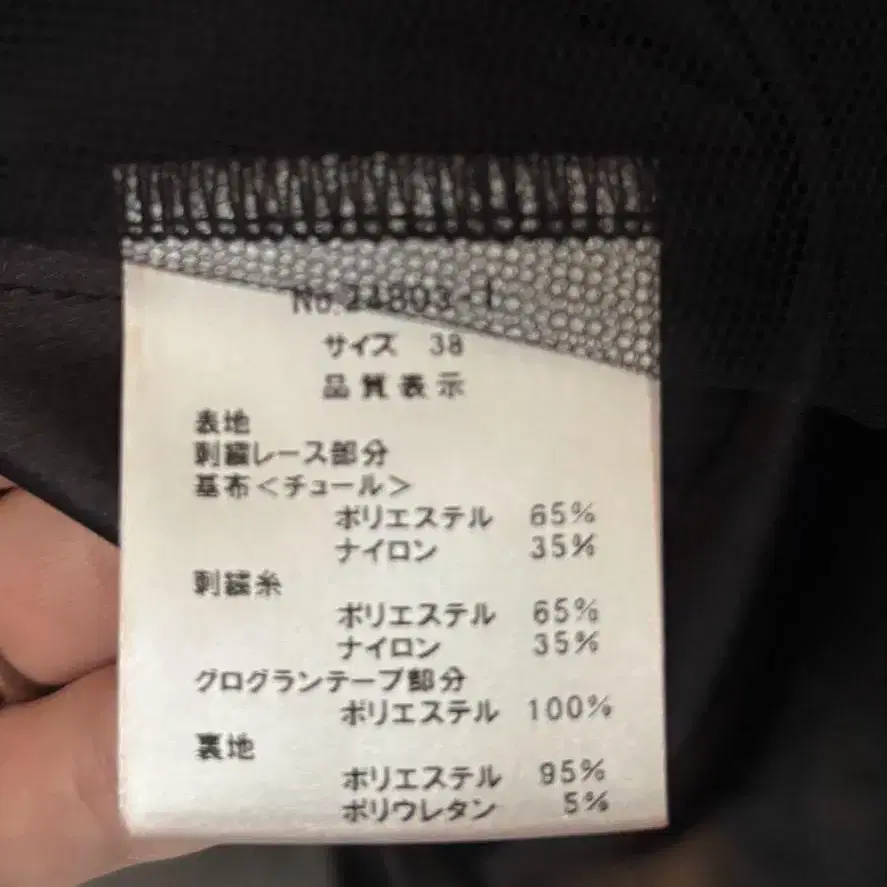 No.24803-1
サイズ 38
品質表示
表地
刺繍レース部分
基布<チュール>
ポリエステル 65%
ナイロン 35%
刺繍糸
ポリエステル 65%
ナイロン 35%
グログランテープ部分
ポリエステル 100%
裏地
ポリエステル 95%
ポリウレタン 5%